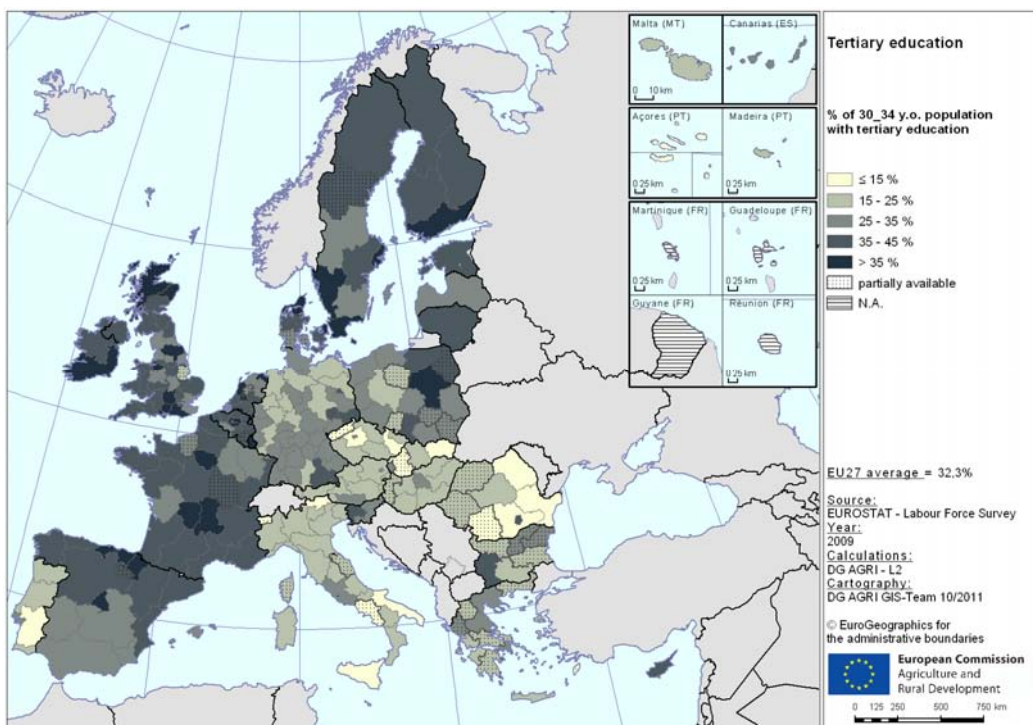 Malta (MT)
0 10 km
Canarias (ES)
Açores (PT)
0 25 km
Madeira (PT)
0 25 km
Martinique (FR)
0 25 km
Guadeloupe (FR)
0 25 km
Guyane (FR)
Réunion (FR)
0 25 km
Tertiary education
% of 30_34 y.o. population
with tertiary education
≤ 15 %
15 - 25 %
25 - 35 %
35 - 45 %
> 35 %
partially available
N.A.
EU27 average = 32,3%
Source:
EUROSTAT - Labour Force Survey
Year:
2009
Calculations:
DG AGRI - L2
Cartography:
DG AGRI GIS-Team 10/2011
© EuroGeographics for
the administrative boundaries
European Commission
Agriculture and
Rural Development
0 125 250 500 750 km